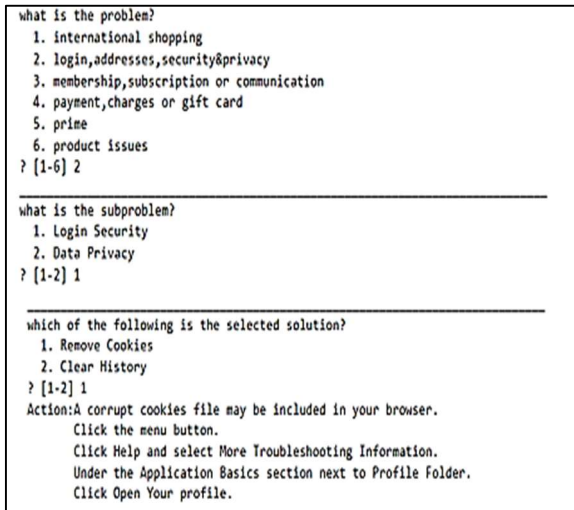 what is the problem?
1. international shopping
2. login,addresses,security&privacy
3. membership,subscription or communication
4. payment,charges or gift card
5. prime
6. product issues
? [1-6] 2
what is the subproblem?
1. Login Security
2. Data Privacy
? [1-2] 1
which of the following is the selected solution?
1. Remove Cookies
2. Clear History
? [1-2] 1
Action:A corrupt cookies file may be included in your browser.
Click the menu button.
Click Help and select More Troubleshooting Information.
Under the Application Basics section next to Profile Folder.
Click Open Your profile.